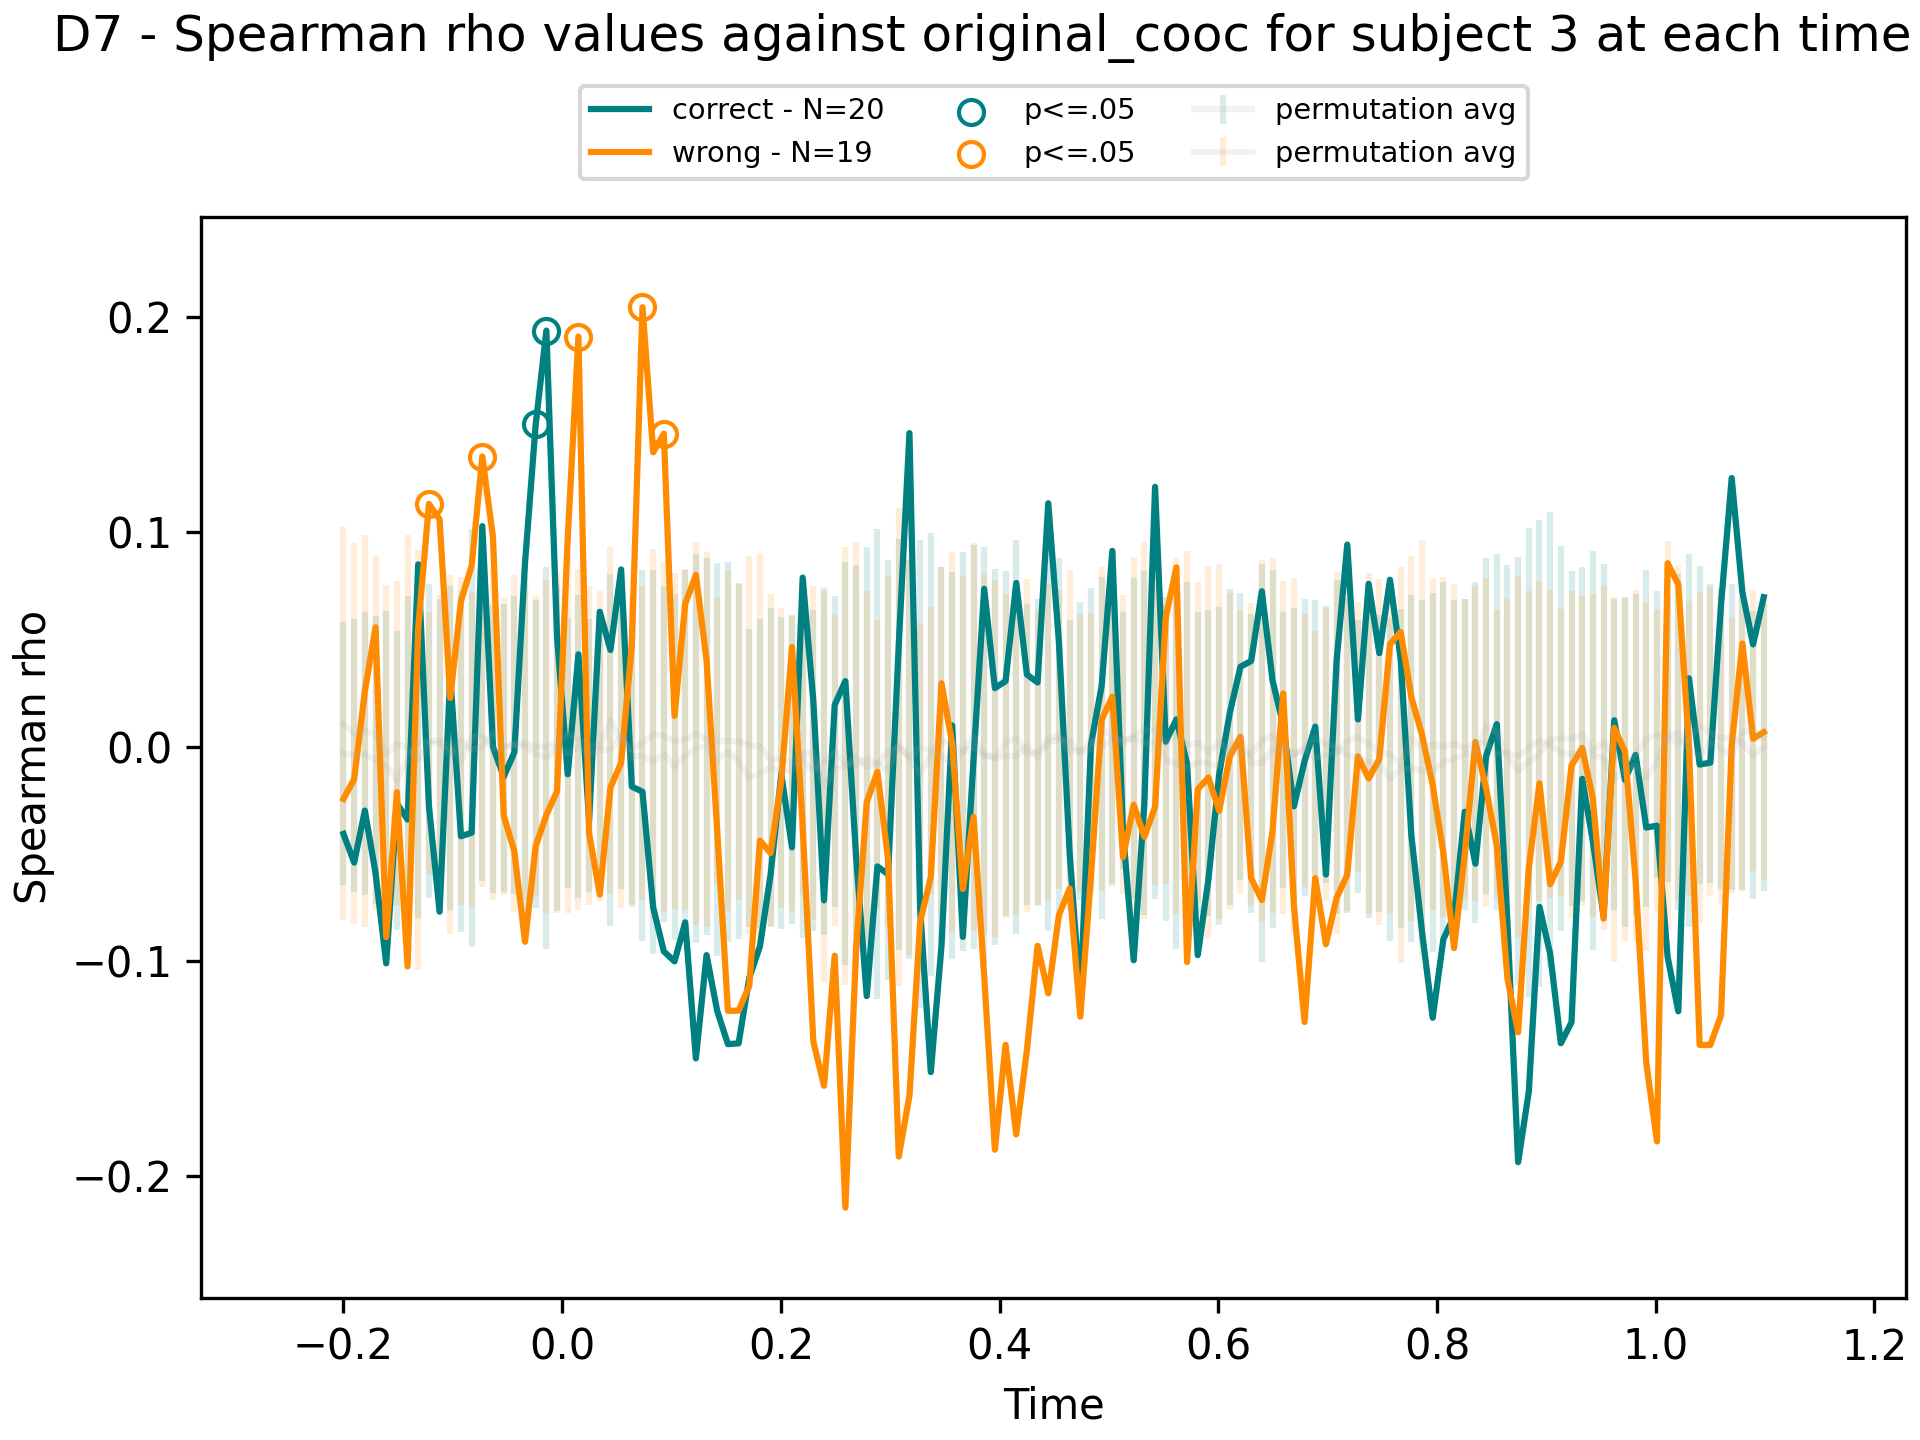 D7 - Spearman rho values against original_cooc for subject 3 at each time
correct - N=20
wrong - N=19
p<=.05
p<=.05
permutation avg
permutation avg
Spearman rho
0.2
0.1
0.0
−0.1
−0.2
−0.2 0.0 0.2 0.4 0.6 0.8 1.0 1.2
Time